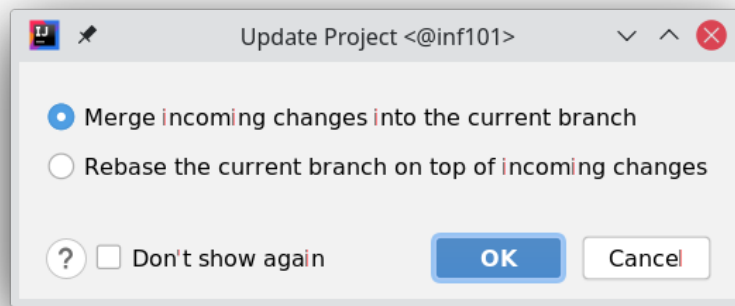 IJ
Update Project <@inf101>
Merge incoming changes into the current branch
Rebase the current branch on top of incoming changes
?
Don't show again
OK
Cancel